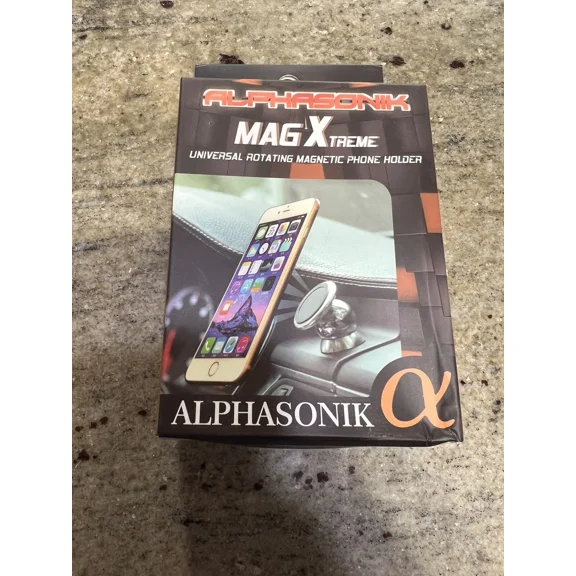 ALPHASONIK
MAG XTREME
UNIVERSAL ROTATING MAGNETIC PHONE HOLDER
ALPHASONIK α